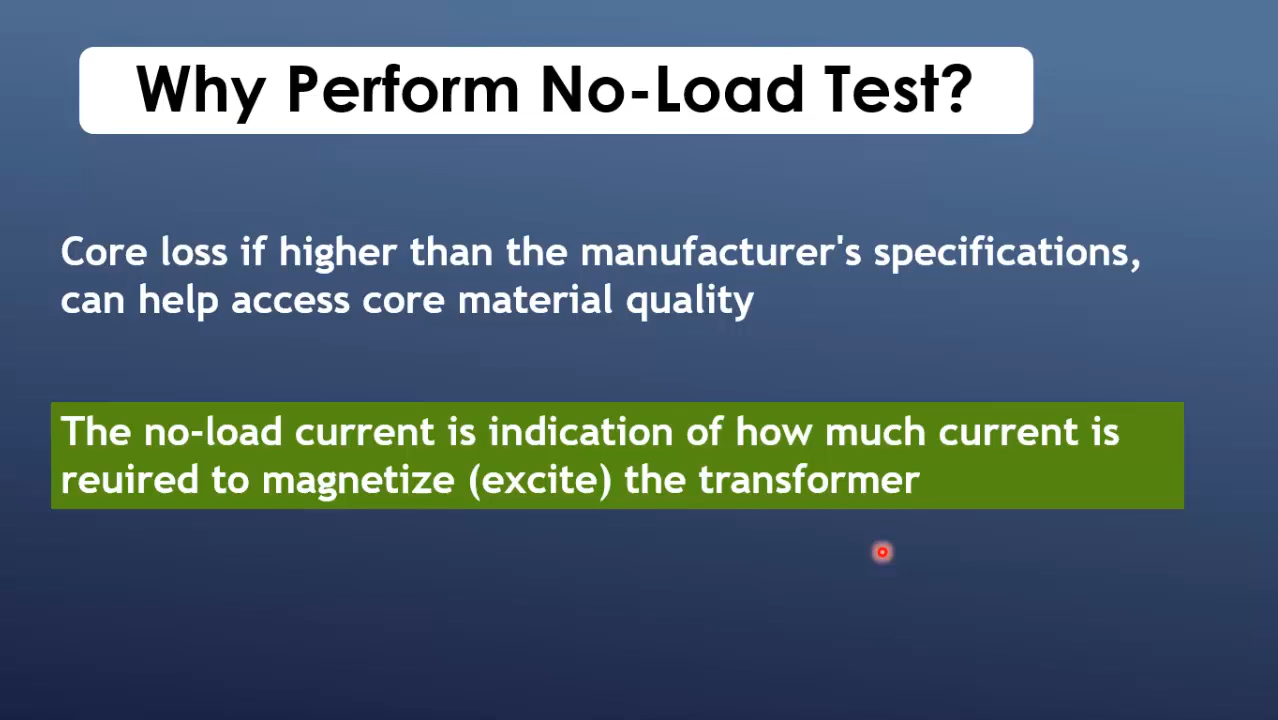 Why Perform No-Load Test?
Core loss if higher than the manufacturer's specifications,
can help access core material quality
The no-load current is indication of how much current is
reuired to magnetize (excite) the transformer